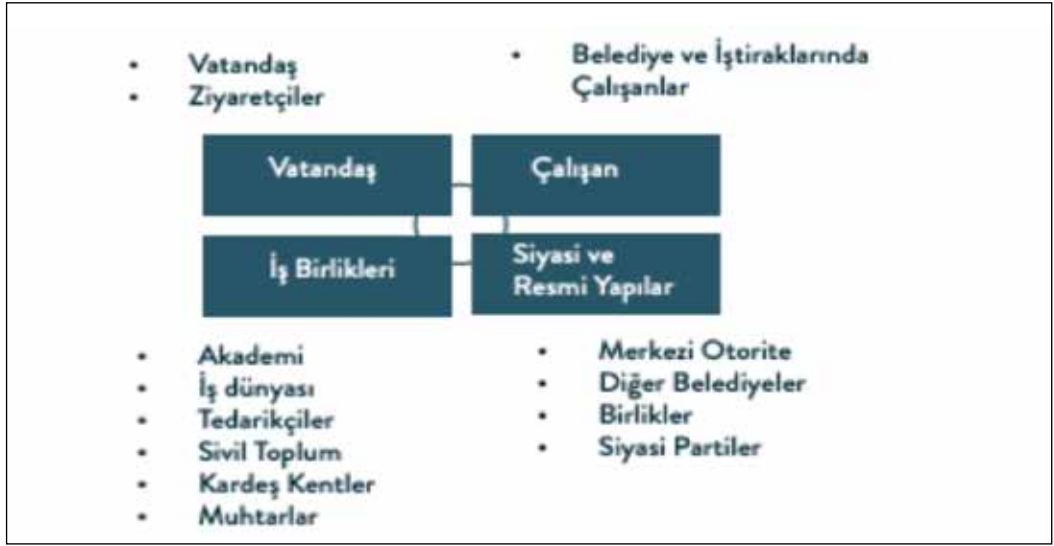 • Vatandaş
• Ziyaretçiler
• Belediye ve İştiraklarında
Çalışanlar
Vatandaş
Çalışan
İş Birlikleri
Siyasi ve
Resmi Yapılar
• Akademi
• İş dünyası
• Tedarikçiler
• Sivil Toplum
• Kardeş Kentler
• Muhtarlar
• Merkezi Otorite
• Diğer Belediyeler
• Birlikler
• Siyasi Partiler